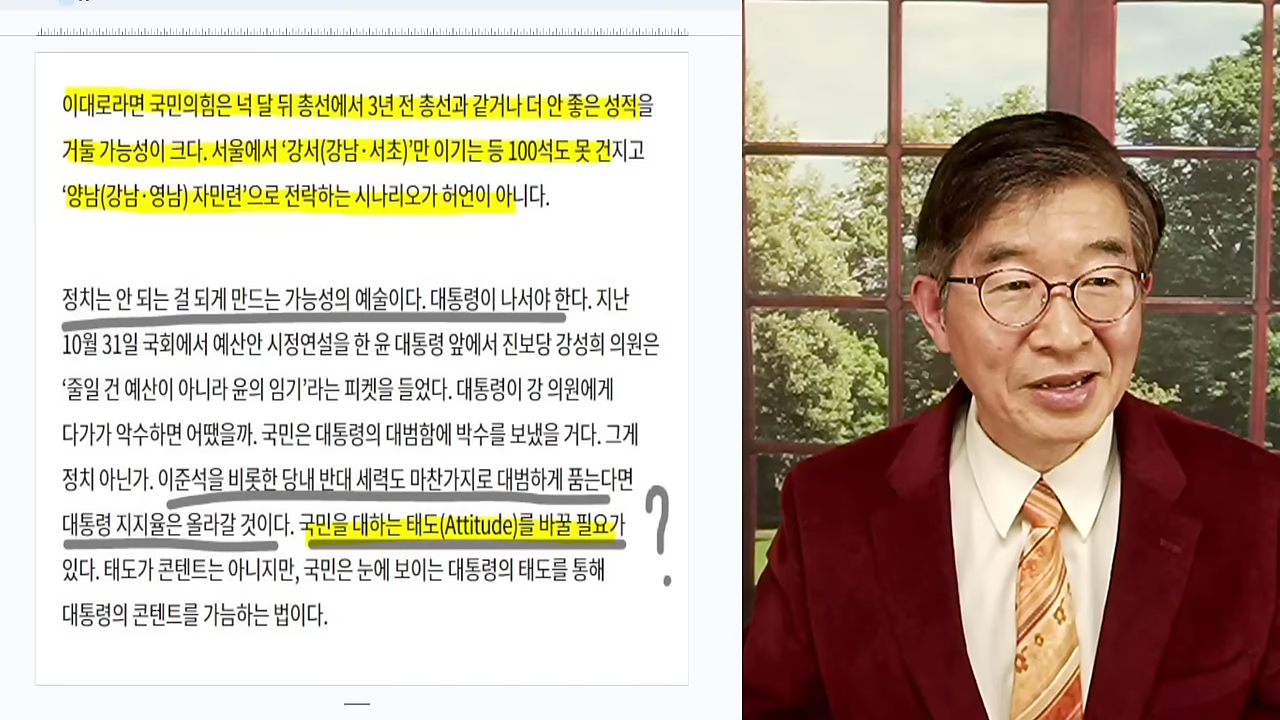 이대로라면 국민의힘은 넉 달 뒤 총선에서 3년 전 총선과 같거나 더 안 좋은 성적을
거둘 가능성이 크다. 서울에서 ‘강서(강남·서초)’만 이기는 등 100석도 못 건지고
‘양남(강남·영남) 자민련’으로 전락하는 시나리오가 허언이 아니다.
정치는 안 되는 걸 되게 만드는 가능성의 예술이다. 대통령이 나서야 한다. 지난
10월 31일 국회에서 예산안 시정연설을 한 윤 대통령 앞에서 진보당 강성희 의원은
‘줄일 건 예산이 아니라 윤의 임기’라는 피켓을 들었다. 대통령이 강 의원에게
다가가 악수하면 어땠을까. 국민은 대통령의 대범함에 박수를 보냈을 거다. 그게
정치 아닌가. 이준석을 비롯한 당내 반대 세력도 마찬가지로 대범하게 품는다면
대통령 지지율은 올라갈 것이다. 국민을 대하는 태도(Attitude)를 바꿀 필요가
?
있다. 태도가 콘텐트는 아니지만, 국민은 눈에 보이는 대통령의 태도를 통해
대통령의 콘텐트를 가늠하는 법이다.